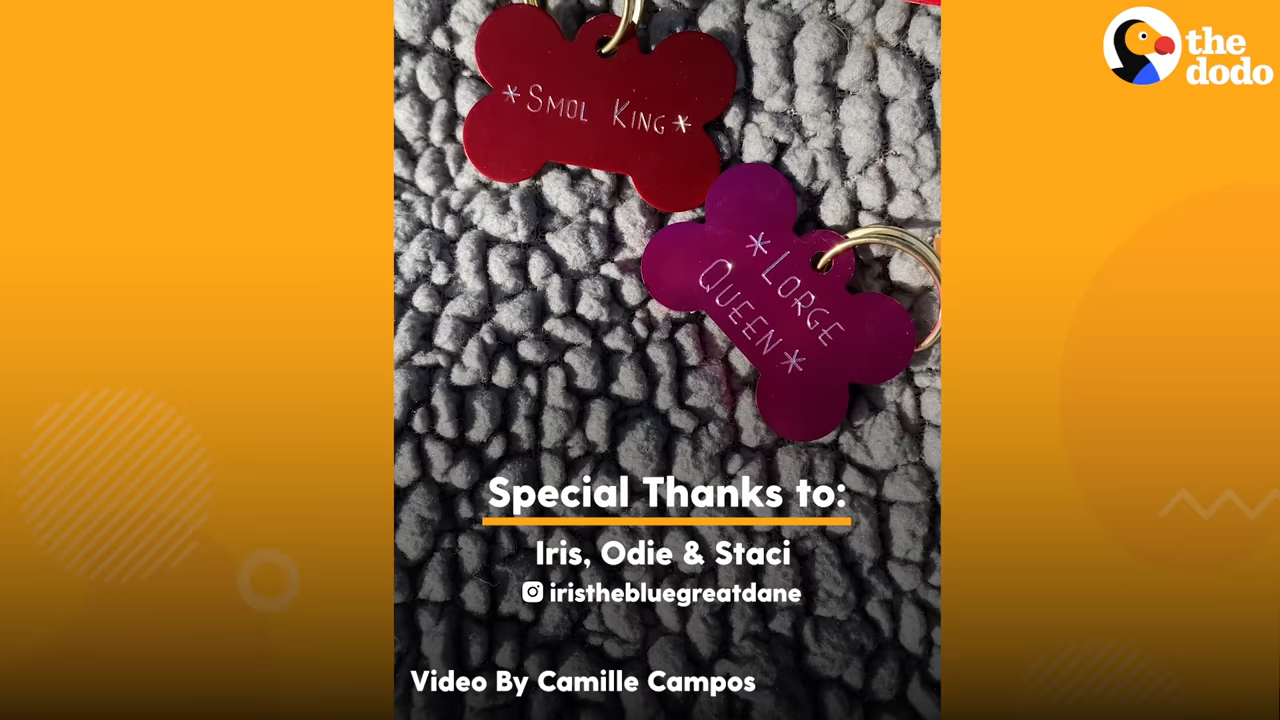 the
dodo
*SMOL KING*
*LORGE
QUEEN*
Special Thanks to:
Iris, Odie & Staci
iristhebluegreatdane
Video By Camille Campos